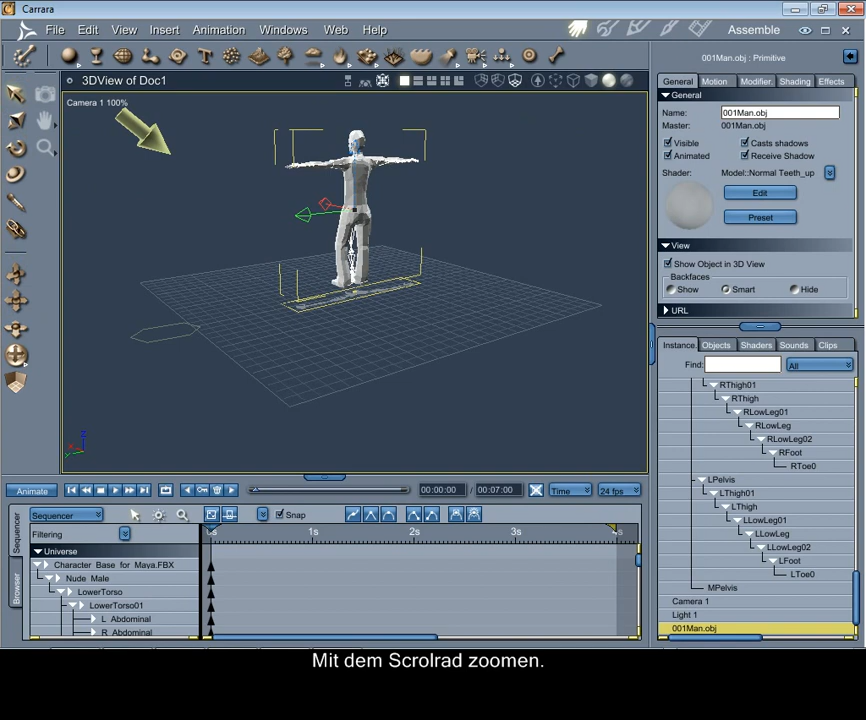 Carrara
File Edit View Insert Animation Windows Web Help
Assemble
3DView of Doc1
001Man.obj : Primitive
Camera 1 100%
General Motion Modifier. Shading Effects
General
Name: 001Man.obj
Master: 001Man.obj
Visible Casts shadows
Animated Receive Shadow
Shader: Model::Normal Teeth_up
Edit
Preset
View
Show Object in 3D View
Backfaces
Show Smart Hide
URL
Instance. Objects Shaders Sounds Clips
Find: All
RThigh01
RThigh
RLowLeg01
RLowLeg
RLowLeg02
RFoot
RToe0
LPelvis
LThigh01
LThigh
LLowLeg01
LLowLeg
LLowLeg02
LFoot
LToe0
MPelvis
Camera 1
Light 1
001Man.obj
Z
X
Y
Animate 00:00:00 / 00:07:00 Time 24 fps
Sequencer
Browser
Sequencer Snap
Filtering
1s 2s 3s 4s
Universe
Character Base for Maya.FBX
Nude Male
LowerTorso
LowerTorso01
L Abdominal
R Abdominal
Mit dem Scrolrad zoomen.